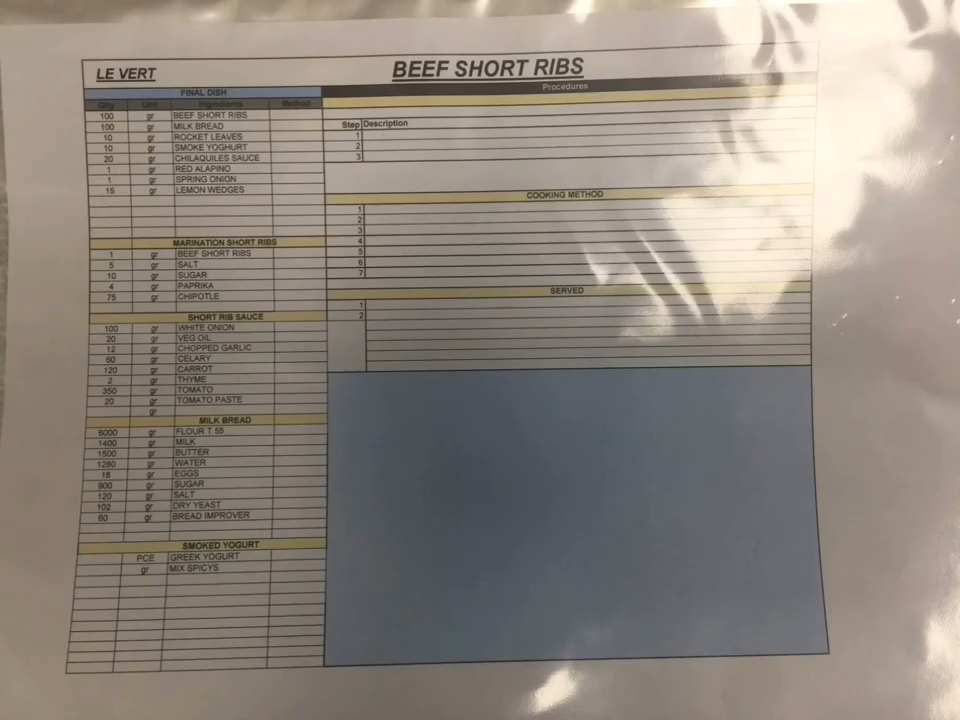 LE VERT
BEEF SHORT RIBS
FINAL DISH
Qtty Unit Ingrediants Method
100 gr BEEF SHORT RIBS
100 gr MILK BREAD
10 gr ROCKET LEAVES
10 gr SMOKE YOGHURT
20 gr CHILAQUILES SAUCE
1 gr RED ALAPINO
1 gr SPRING ONION
15 gr LEMON WEDGES
MARINATION SHORT RIBS
1 gr BEEF SHORT RIBS
5 gr SALT
10 gr SUGAR
4 gr PAPRIKA
75 gr CHIPOTLE
SHORT RIB SAUCE
100 gr WHITE ONION
20 gr VEG OIL
12 gr CHOPPED GARLIC
60 gr CELARY
120 gr CARROT
2 gr THYME
350 gr TOMATO
20 gr TOMATO PASTE
gr
MILK BREAD
6000 gr FLOUR T 55
1400 gr MILK
1500 gr BUTTER
1280 gr WATER
18 gr EGGS
900 gr SUGAR
120 gr SALT
102 gr DRY YEAST
60 gr BREAD IMPROVER
SMOKED YOGURT
PCE GREEK YOGURT
gr MIX SPICYS
Procedures
Step Description
1
2
3
COOKING METHOD
1
2
3
4
5
6
7
SERVED
1
2